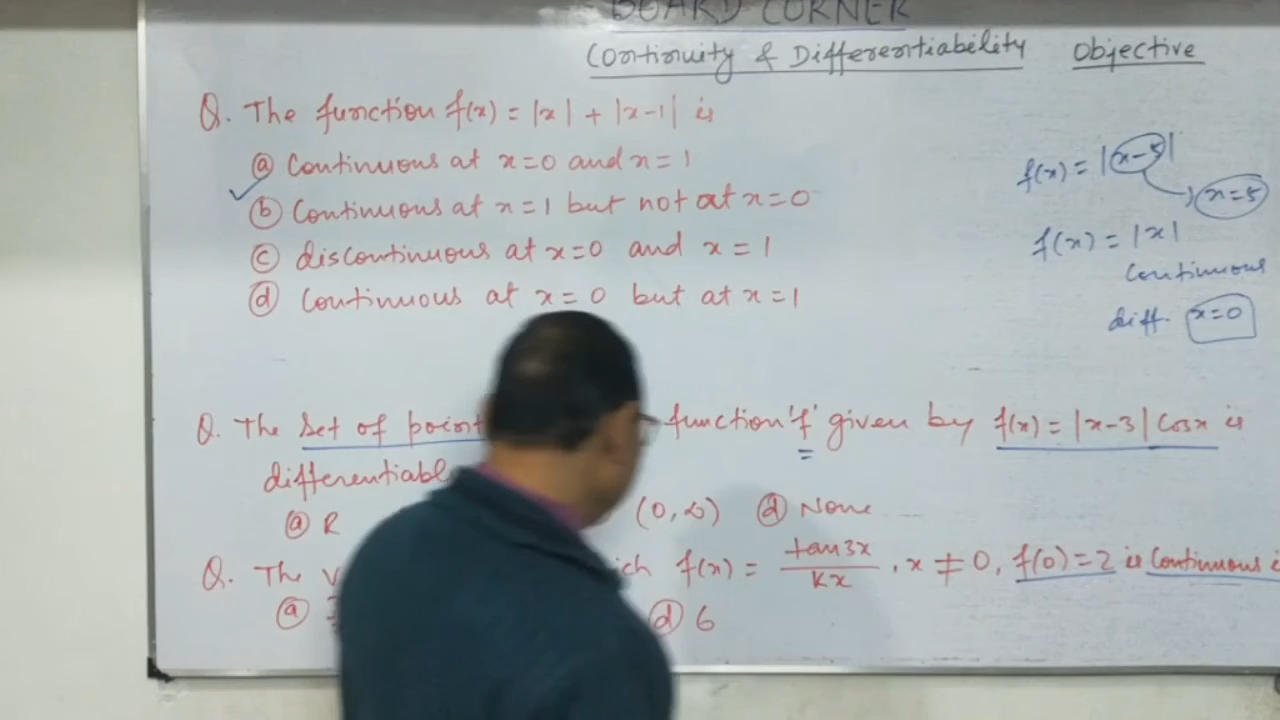 BOARD CORNER
Continuity & Differentiability Objective
Q. The function f(x) = |x| + |x-1| is
ⓐ Continuous at x=0 and x=1
ⓑ Continuous at x=1 but not at x=0
ⓒ discontinuous at x=0 and x=1
ⓓ Continuous at x=0 but at x=1
f(x) = |x-5|
x=5
f(x) = |x|
Continuous
diff. x=0
Q. The set of point function 'f' given by f(x) = |x-3| Cosx is
differentiabl
ⓐ R (0,∞) ⓓ None
Q. The f(x) = tan3x/kx , x ≠ 0, f(0)=2 is Continuous
ⓐ ⓓ 6